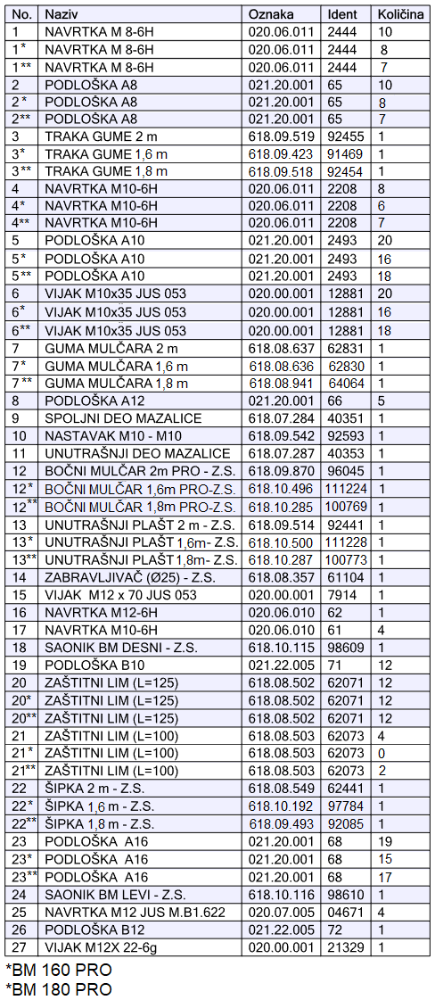 No. Naziv Oznaka Ident Količina
1 NAVRTKA M 8-6H 020.06.011 2444 10
1* NAVRTKA M 8-6H 020.06.011 2444 8
1** NAVRTKA M 8-6H 020.06.011 2444 7
2 PODLOŠKA A8 021.20.001 65 10
2* PODLOŠKA A8 021.20.001 65 8
2** PODLOŠKA A8 021.20.001 65 7
3 TRAKA GUME 2 m 618.09.519 92455 1
3* TRAKA GUME 1,6 m 618.09.423 91469 1
3** TRAKA GUME 1,8 m 618.09.518 92454 1
4 NAVRTKA M10-6H 020.06.011 2208 8
4* NAVRTKA M10-6H 020.06.011 2208 6
4** NAVRTKA M10-6H 020.06.011 2208 7
5 PODLOŠKA A10 021.20.001 2493 20
5* PODLOŠKA A10 021.20.001 2493 16
5** PODLOŠKA A10 021.20.001 2493 18
6 VIJAK M10x35 JUS 053 020.00.001 12881 20
6* VIJAK M10x35 JUS 053 020.00.001 12881 16
6** VIJAK M10x35 JUS 053 020.00.001 12881 18
7 GUMA MULČARA 2 m 618.08.637 62831 1
7* GUMA MULČARA 1,6 m 618.08.636 62830 1
7** GUMA MULČARA 1,8 m 618.08.941 64064 1
8 PODLOŠKA A12 021.20.001 66 5
9 SPOLJNI DEO MAZALICE 618.07.284 40351 1
10 NASTAVAK M10 - M10 618.09.542 92593 1
11 UNUTRAŠNJI DEO MAZALICE 618.07.287 40353 1
12 BOČNI MULČAR 2m PRO - Z.S. 618.09.870 96045 1
12* BOČNI MULČAR 1,6m PRO-Z.S. 618.10.496 111224 1
12** BOČNI MULČAR 1,8m PRO-Z.S. 618.10.285 100769 1
13 UNUTRAŠNJI PLAŠT 2 m - Z.S. 618.09.514 92441 1
13* UNUTRAŠNJI PLAŠT 1,6m- Z.S. 618.10.500 111228 1
13** UNUTRAŠNJI PLAŠT 1,8m- Z.S. 618.10.287 100773 1
14 ZABRAVLJIVAČ (Ø25) - Z.S. 618.08.357 61104 1
15 VIJAK M12 x 70 JUS 053 020.00.001 7914 1
16 NAVRTKA M12-6H 020.06.010 62 1
17 NAVRTKA M10-6H 020.06.010 61 4
18 SAONIK BM DESNI - Z.S. 618.10.115 98609 1
19 PODLOŠKA B10 021.22.005 71 12
20 ZAŠTITNI LIM (L=125) 618.08.502 62071 12
20* ZAŠTITNI LIM (L=125) 618.08.502 62071 12
20** ZAŠTITNI LIM (L=125) 618.08.502 62071 12
21 ZAŠTITNI LIM (L=100) 618.08.503 62073 4
21* ZAŠTITNI LIM (L=100) 618.08.503 62073 0
21** ZAŠTITNI LIM (L=100) 618.08.503 62073 2
22 ŠIPKA 2 m - Z.S. 618.08.549 62441 1
22* ŠIPKA 1,6 m - Z.S. 618.10.192 97784 1
22** ŠIPKA 1,8 m - Z.S. 618.09.493 92085 1
23 PODLOŠKA A16 021.20.001 68 19
23* PODLOŠKA A16 021.20.001 68 15
23** PODLOŠKA A16 021.20.001 68 17
24 SAONIK BM LEVI - Z.S. 618.10.116 98610 1
25 NAVRTKA M12 JUS M.B1.622 020.07.005 04671 4
26 PODLOŠKA B12 021.22.005 72 1
27 VIJAK M12X 22-6g 020.00.001 21329 1
*BM 160 PRO
*BM 180 PRO